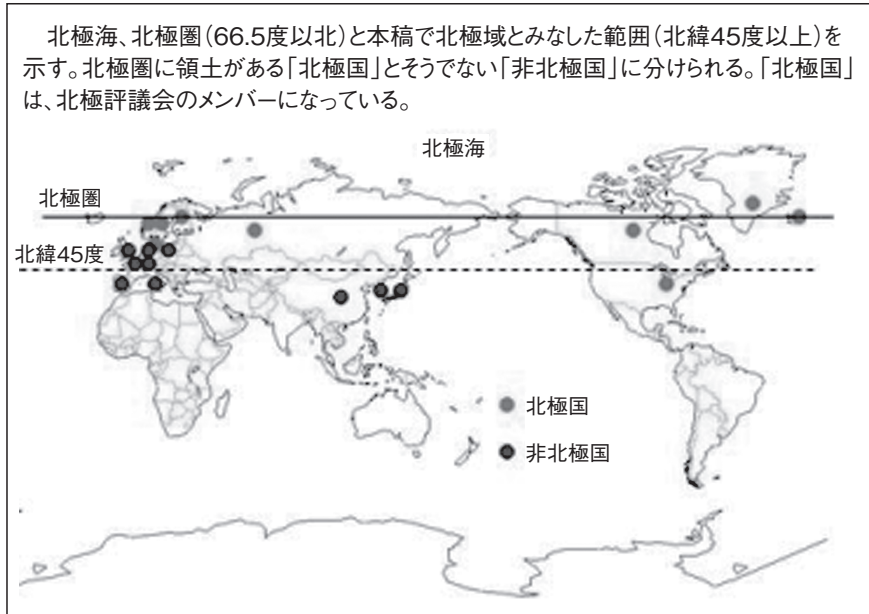 北極海、北極圏(66.5度以北)と本稿で北極域とみなした範囲(北緯45度以上)を
示す。北極圏に領土がある「北極国」とそうでない「非北極国」に分けられる。「北極国」
は、北極評議会のメンバーになっている。
北極海
北極圏
北緯45度
北極国
非北極国